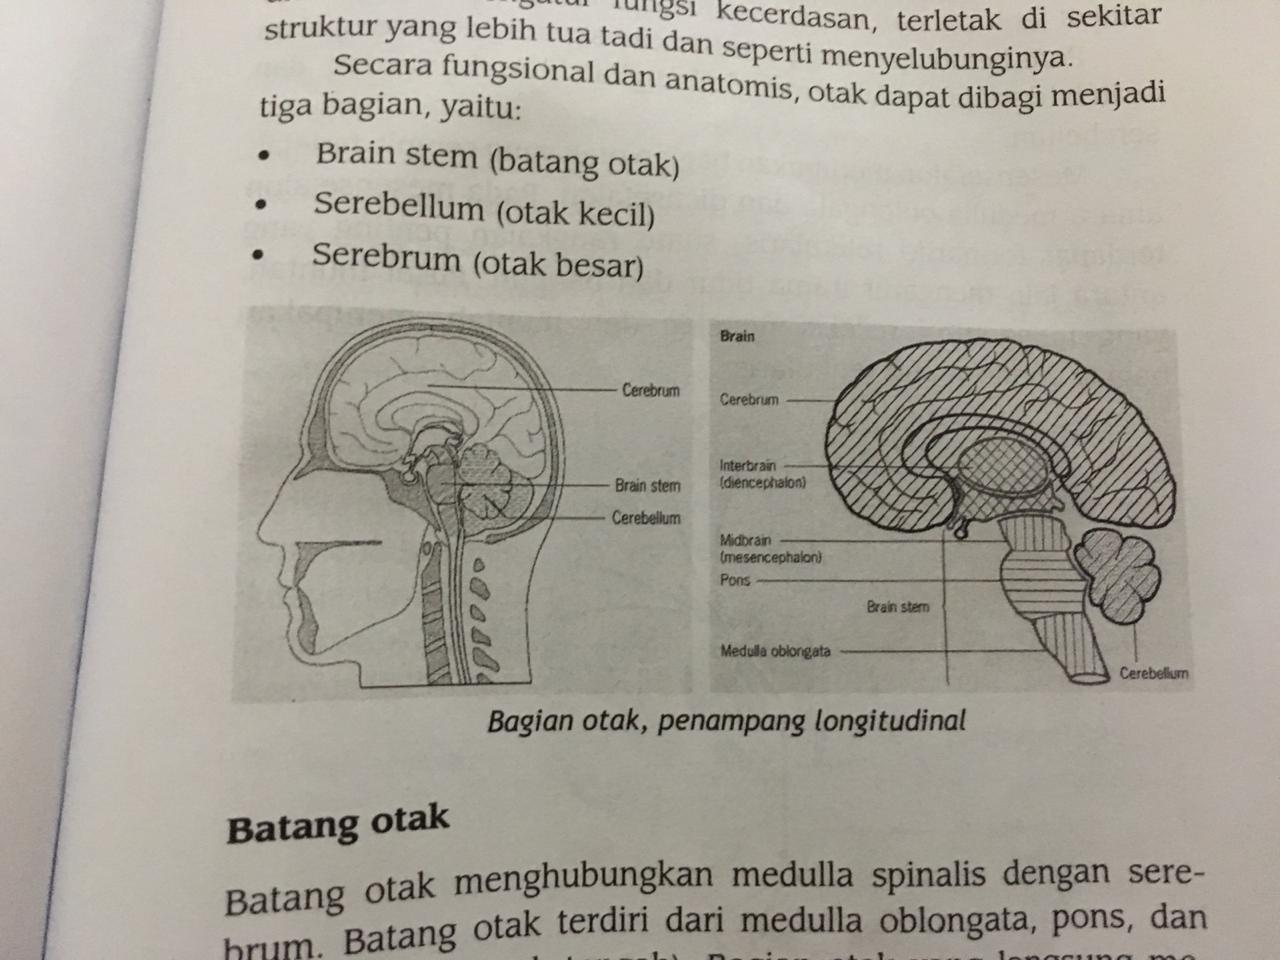 fungsi kecerdasan, terletak di sekitar
struktur yang lebih tua tadi dan seperti menyelubunginya.
Secara fungsional dan anatomis, otak dapat dibagi menjadi
tiga bagian, yaitu:
• Brain stem (batang otak)
• Serebellum (otak kecil)
• Serebrum (otak besar)
Cerebrum
Brain stem
Cerebellum
Brain
Cerebrum
Interbrain
(diencephalon)
Midbrain
(mesencephalon)
Pons
Brain stem
Medulla oblongata
Cerebellum
Bagian otak, penampang longitudinal
Batang otak
Batang otak menghubungkan medulla spinalis dengan sere-
brum. Batang otak terdiri dari medulla oblongata, pons, dan